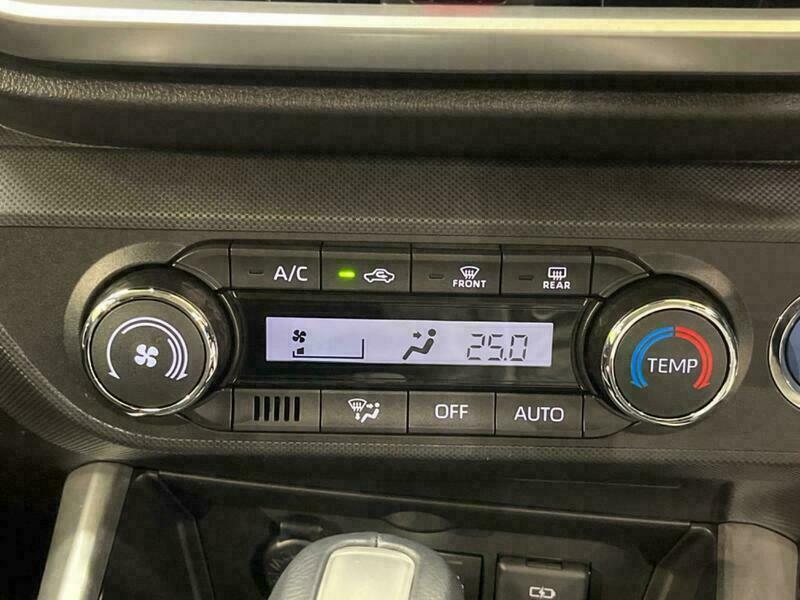 A/C
FRONT
REAR
25.0
TEMP
OFF
AUTO